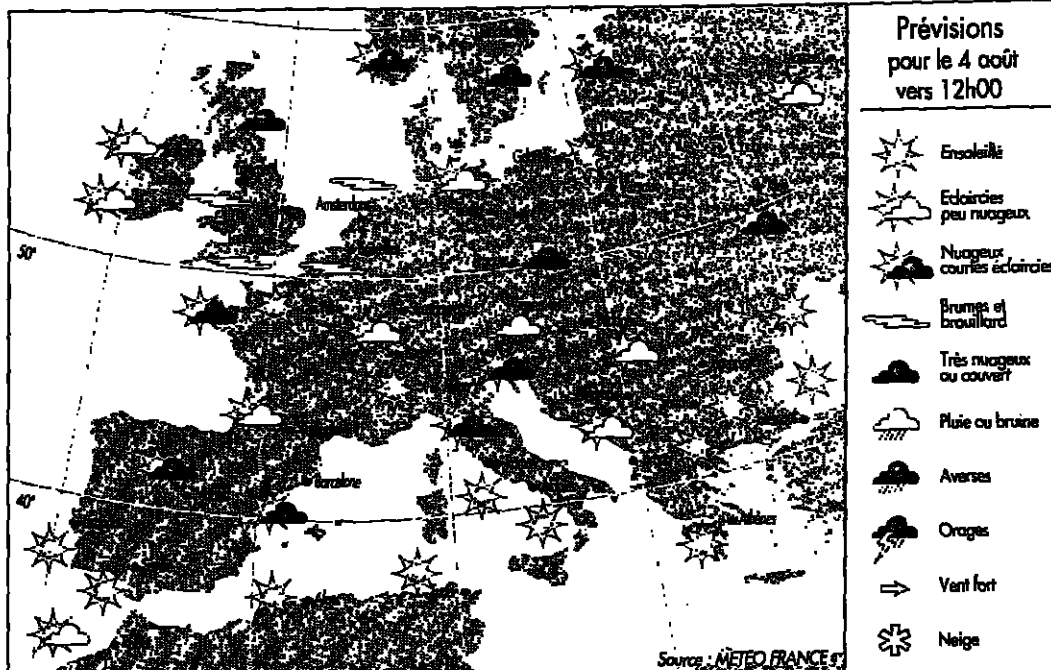 Prévisions
pour le 4 août
vers 12h00
Ensoleillé
Eclaircies
peu nuageux
Nuageux
courtes éclaircies
Brumes et
brouillard
Très nuageux
ou couvert
Pluie ou bruine
Averses
Orages
Vent fort
Neige
Amsterdam
50°
Barcelone
40°
Athènes
Source : METEO FRANCE